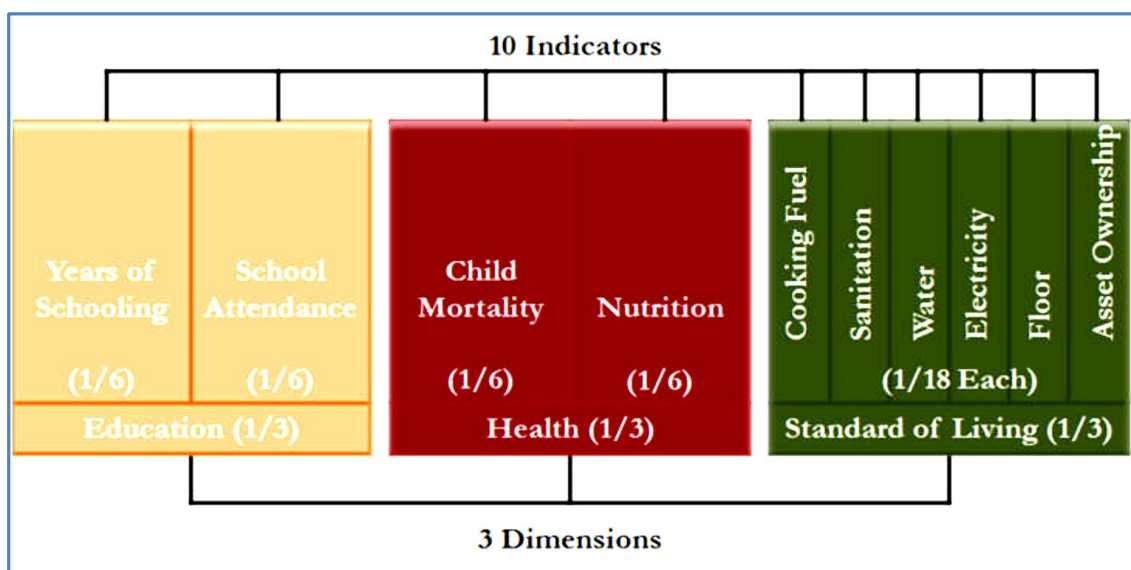 10 Indicators
Years of
Schooling
(1/6)
School
Attendance
(1/6)
Education (1/3)
Child
Mortality
(1/6)
Nutrition
(1/6)
Health (1/3)
Cooking Fuel
Sanitation
Water
Electricity
Floor
Asset Ownership
(1/18 Each)
Standard of Living (1/3)
3 Dimensions